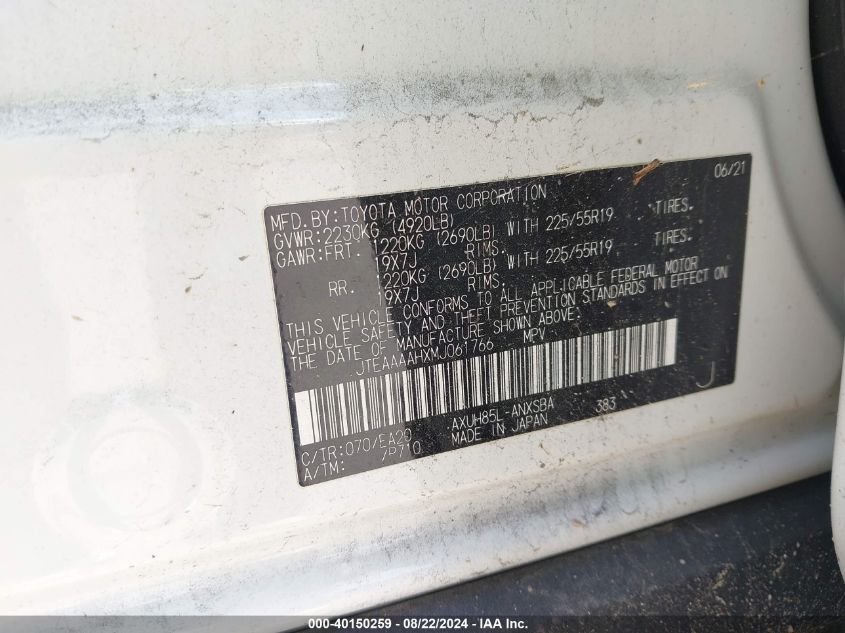 06/21
MFD.BY:TOYOTA MOTOR CORPORATION
GVWR:2230KG (4920LB)
GAWR:FRT. 1220KG (2690LB) WITH 225/55R19 TIRES.
19X7J RIMS.
RR. 1220KG (2690LB) WITH 225/55R19 TIRES.
19X7J RIMS.
THIS VEHICLE CONFORMS TO ALL APPLICABLE FEDERAL MOTOR
VEHICLE SAFETY AND THEFT PREVENTION STANDARDS IN EFFECT ON
THE DATE OF MANUFACTURE SHOWN ABOVE.
JTEAAAAHXMJ061766 MPV
C/TR:070/EA20 AXUH85L-ANXSBA 383 J
A/TM: /P710 MADE IN JAPAN
000-40150259 - 08/22/2024 - IAAI.COM